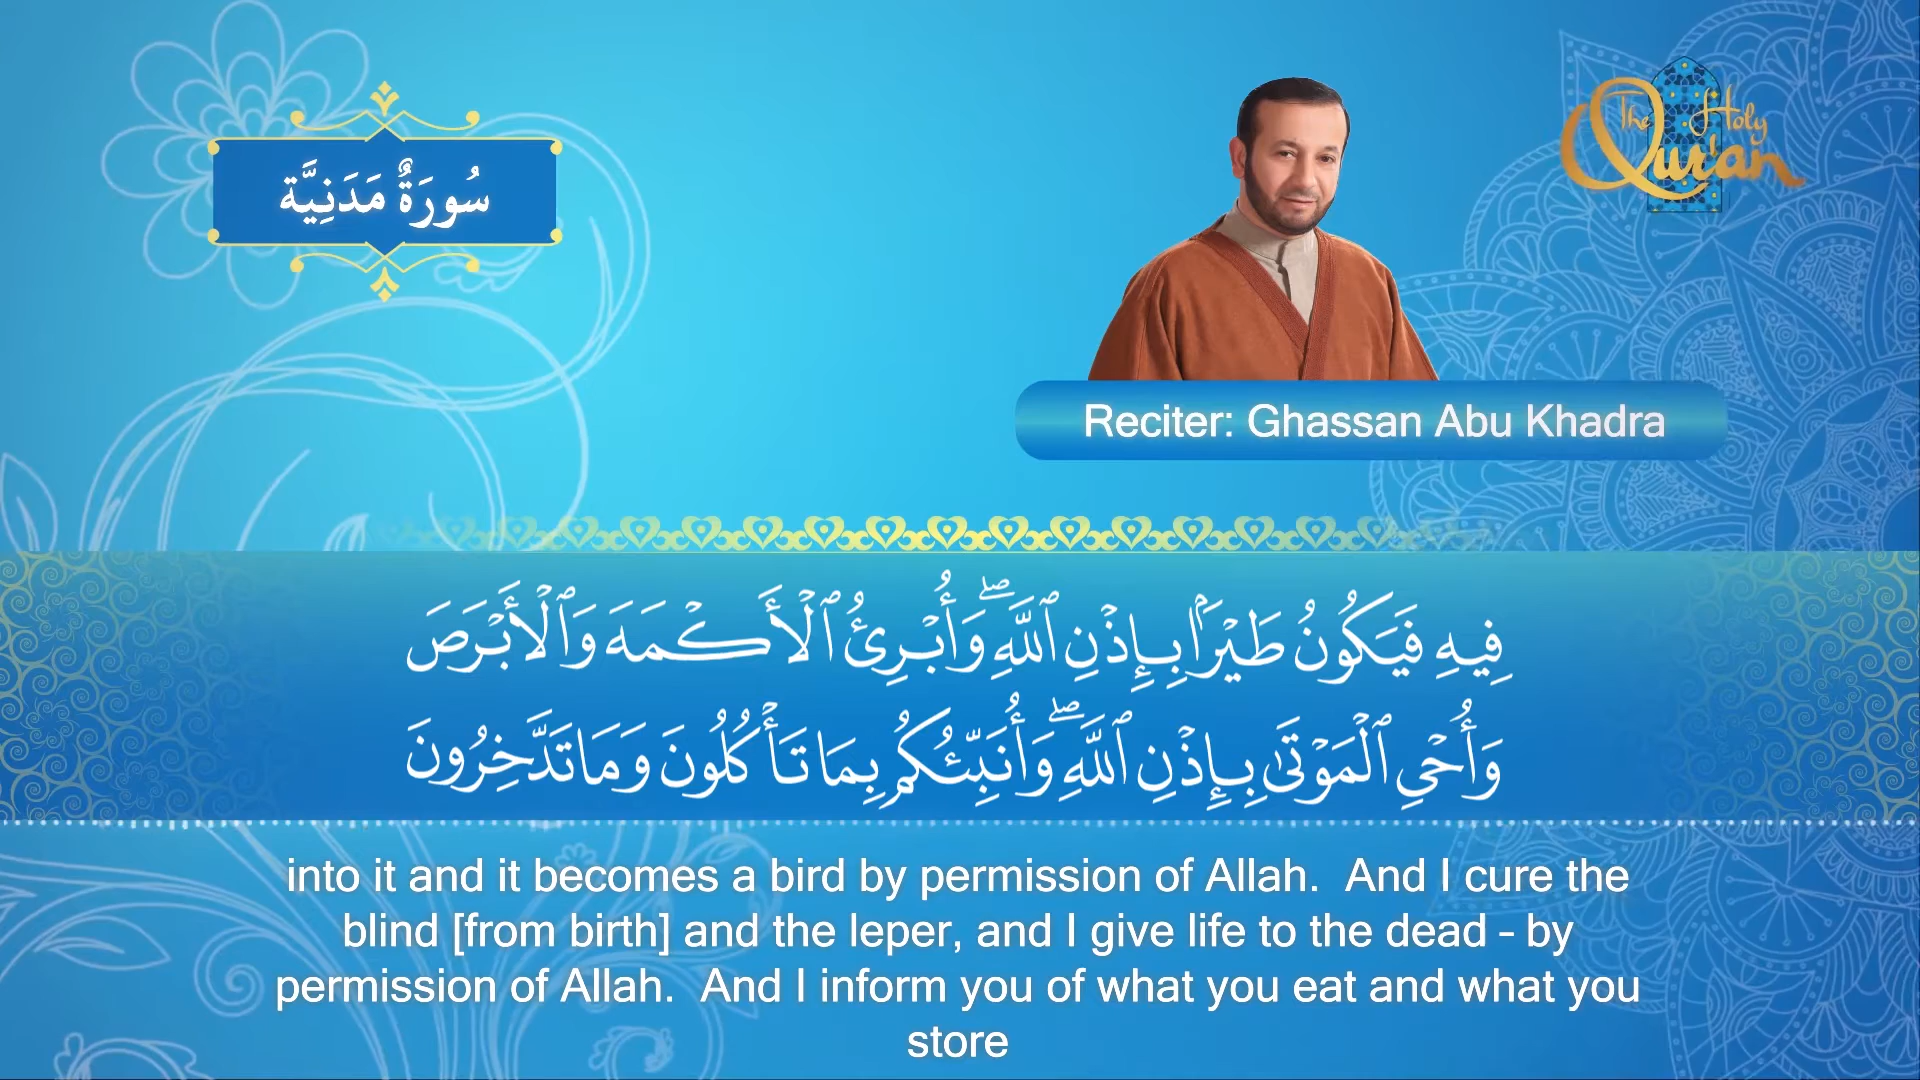 سُورَةٌ مَدَنِيَّة
The Holy Qur'an
Reciter: Ghassan Abu Khadra
فِيهِ فَيَكُونُ طَيْرًۢا بِإِذْنِ ٱللَّهِۖ وَأُبْرِئُ ٱلْأَكْمَهَ وَٱلْأَبْرَصَ
وَأُحْيِ ٱلْمَوْتَىٰ بِإِذْنِ ٱللَّهِۖ وَأُنَبِّئُكُم بِمَا تَأْكُلُونَ وَمَا تَدَّخِرُونَ
into it and it becomes a bird by permission of Allah.  And I cure the
blind [from birth] and the leper, and I give life to the dead – by
permission of Allah.  And I inform you of what you eat and what you
store